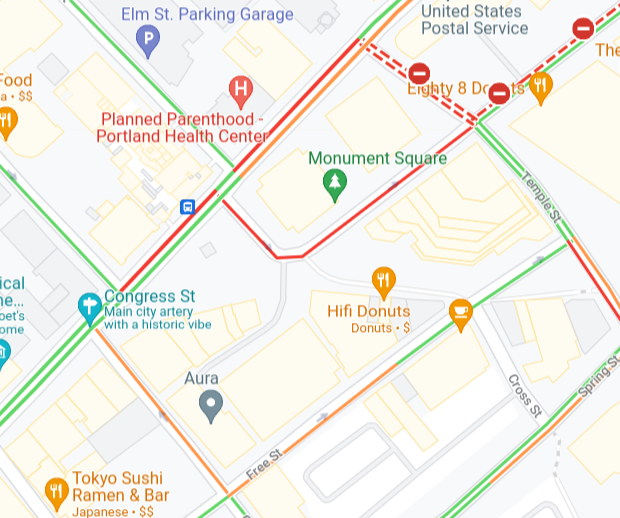 Elm St. Parking Garage
P
United States
Postal Service
Food
a • $$
H
Planned Parenthood -
Portland Health Center
Eighty 8 Donuts
The
Monument Square
Temple St
Congress St
Main city artery
with a historic vibe
ical
ne...
oet's
ome
Hifi Donuts
Donuts • $
Aura
Cross St
Spring St
Free St
Tokyo Sushi
Ramen & Bar
Japanese • $$